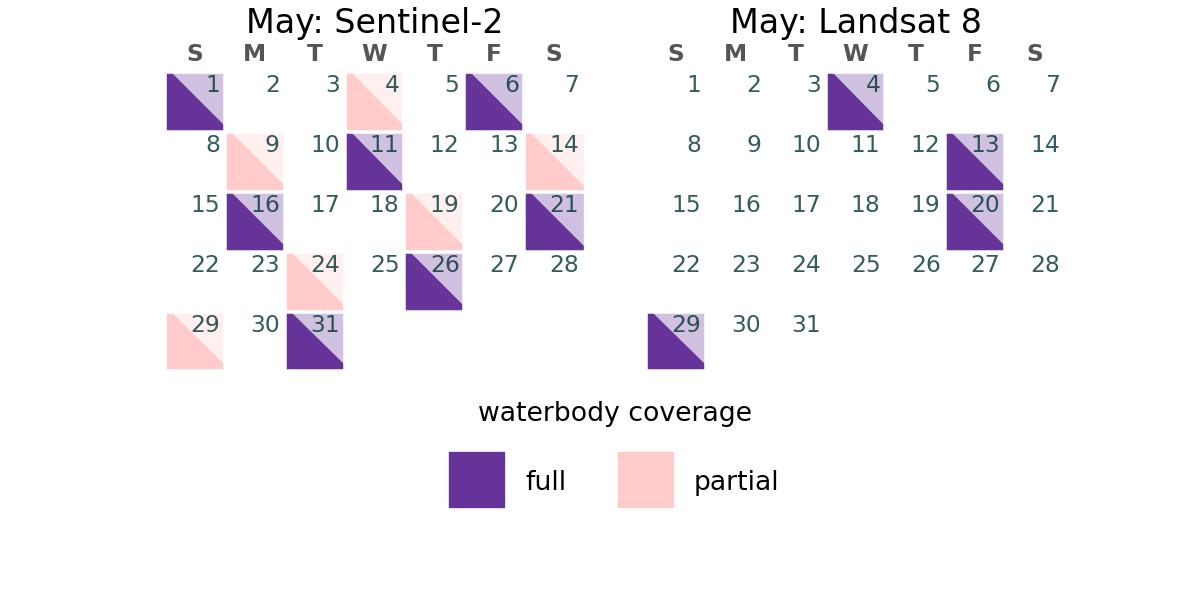 May: Sentinel-2
S M T W T F S
1 2 3 4 5 6 7
8 9 10 11 12 13 14
15 16 17 18 19 20 21
22 23 24 25 26 27 28
29 30 31
May: Landsat 8
S M T W T F S
1 2 3 4 5 6 7
8 9 10 11 12 13 14
15 16 17 18 19 20 21
22 23 24 25 26 27 28
29 30 31
waterbody coverage
full
partial